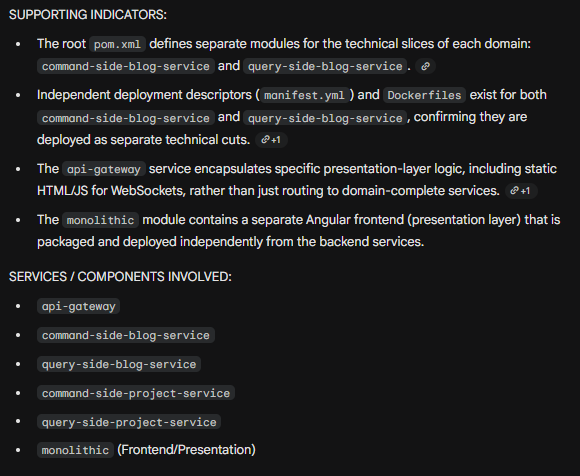 SUPPORTING INDICATORS:
• The root pom.xml defines separate modules for the technical slices of each domain:
command-side-blog-service and query-side-blog-service.
• Independent deployment descriptors (manifest.yml) and Dockerfiles exist for both
command-side-blog-service and query-side-blog-service, confirming they are
deployed as separate technical cuts. +1
• The api-gateway service encapsulates specific presentation-layer logic, including static
HTML/JS for WebSockets, rather than just routing to domain-complete services. +1
• The monolithic module contains a separate Angular frontend (presentation layer) that is
packaged and deployed independently from the backend services.
SERVICES / COMPONENTS INVOLVED:
• api-gateway
• command-side-blog-service
• query-side-blog-service
• command-side-project-service
• query-side-project-service
• monolithic (Frontend/Presentation)